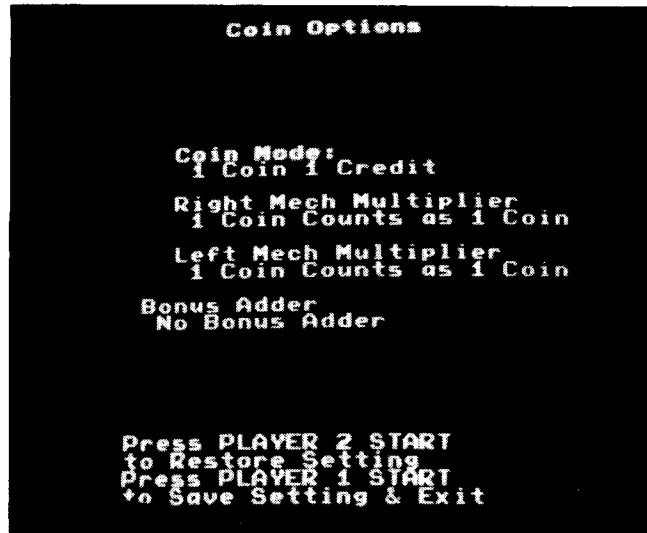 Coin Options
Coin Mode:
1 Coin 1 Credit
Right Mech Multiplier
1 Coin Counts as 1 Coin
Left Mech Multiplier
1 Coin Counts as 1 Coin
Bonus Adder
No Bonus Adder
Press PLAYER 2 START
to Restore Setting
Press PLAYER 1 START
to Save Setting & Exit